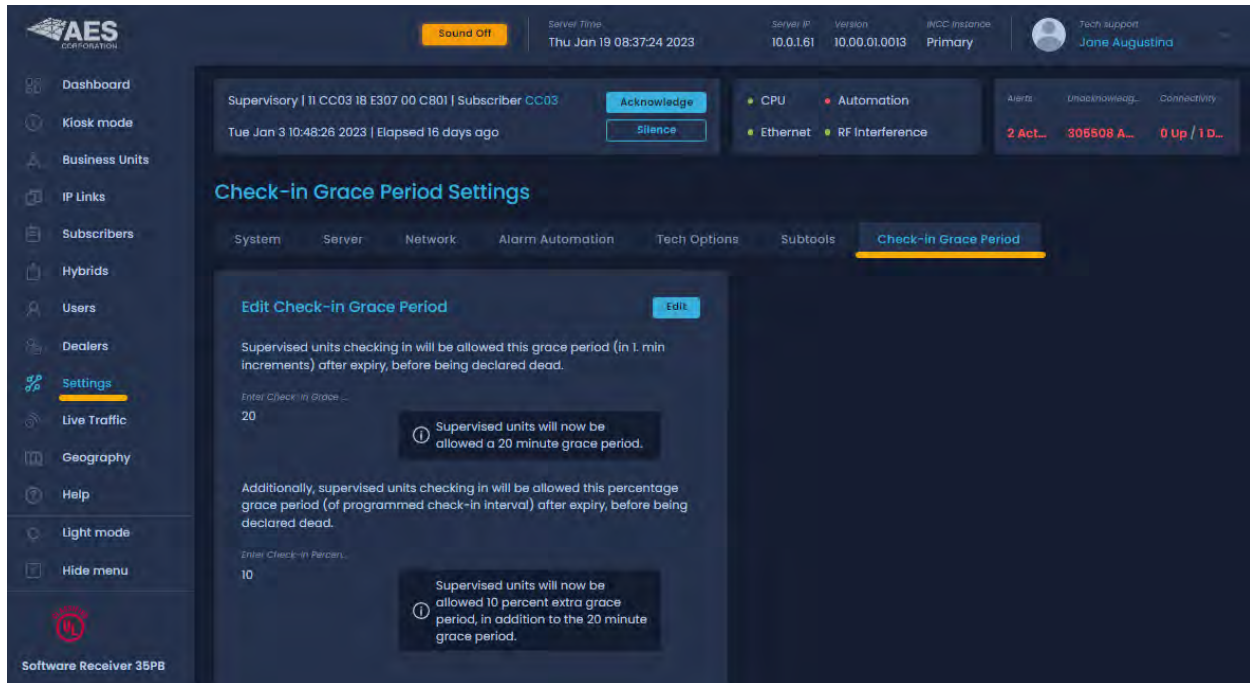 AES
CORPORATION
Sound Off
Server Time
Thu Jan 19 08:37:24 2023
Server IP
10.0.1.61
Version
10.00.01.0013
INCC Instance
Primary
Tech support
Jane Augustina
Dashboard
Kiosk mode
Business Units
IP Links
Subscribers
Hybrids
Users
Dealers
Settings
Live Traffic
Geography
Help
Light mode
Hide menu
UL
Software Receiver 35PB
Supervisory | 11 CC03 18 E307 00 C801 | Subscriber CC03
Tue Jan 3 10:48:26 2023 | Elapsed 16 days ago
Acknowledge
Silence
CPU
Automation
Ethernet
RF Interference
Alerts
2 Act...
Unacknowledg...
305508 A...
Connectivity
0 Up / 1 D...
Check-in Grace Period Settings
System
Server
Network
Alarm Automation
Tech Options
Subtools
Check-in Grace Period
Edit Check-in Grace Period
Edit
Supervised units checking in will be allowed this grace period (in 1. min
increments) after expiry, before being declared dead.
Enter Check-in Grace ...
20
Supervised units will now be
allowed a 20 minute grace period.
Additionally, supervised units checking in will be allowed this percentage
grace period (of programmed check-in interval) after expiry, before being
declared dead.
Enter Check-in Percen...
10
Supervised units will now be
allowed 10 percent extra grace
period, in addition to the 20 minute
grace period.